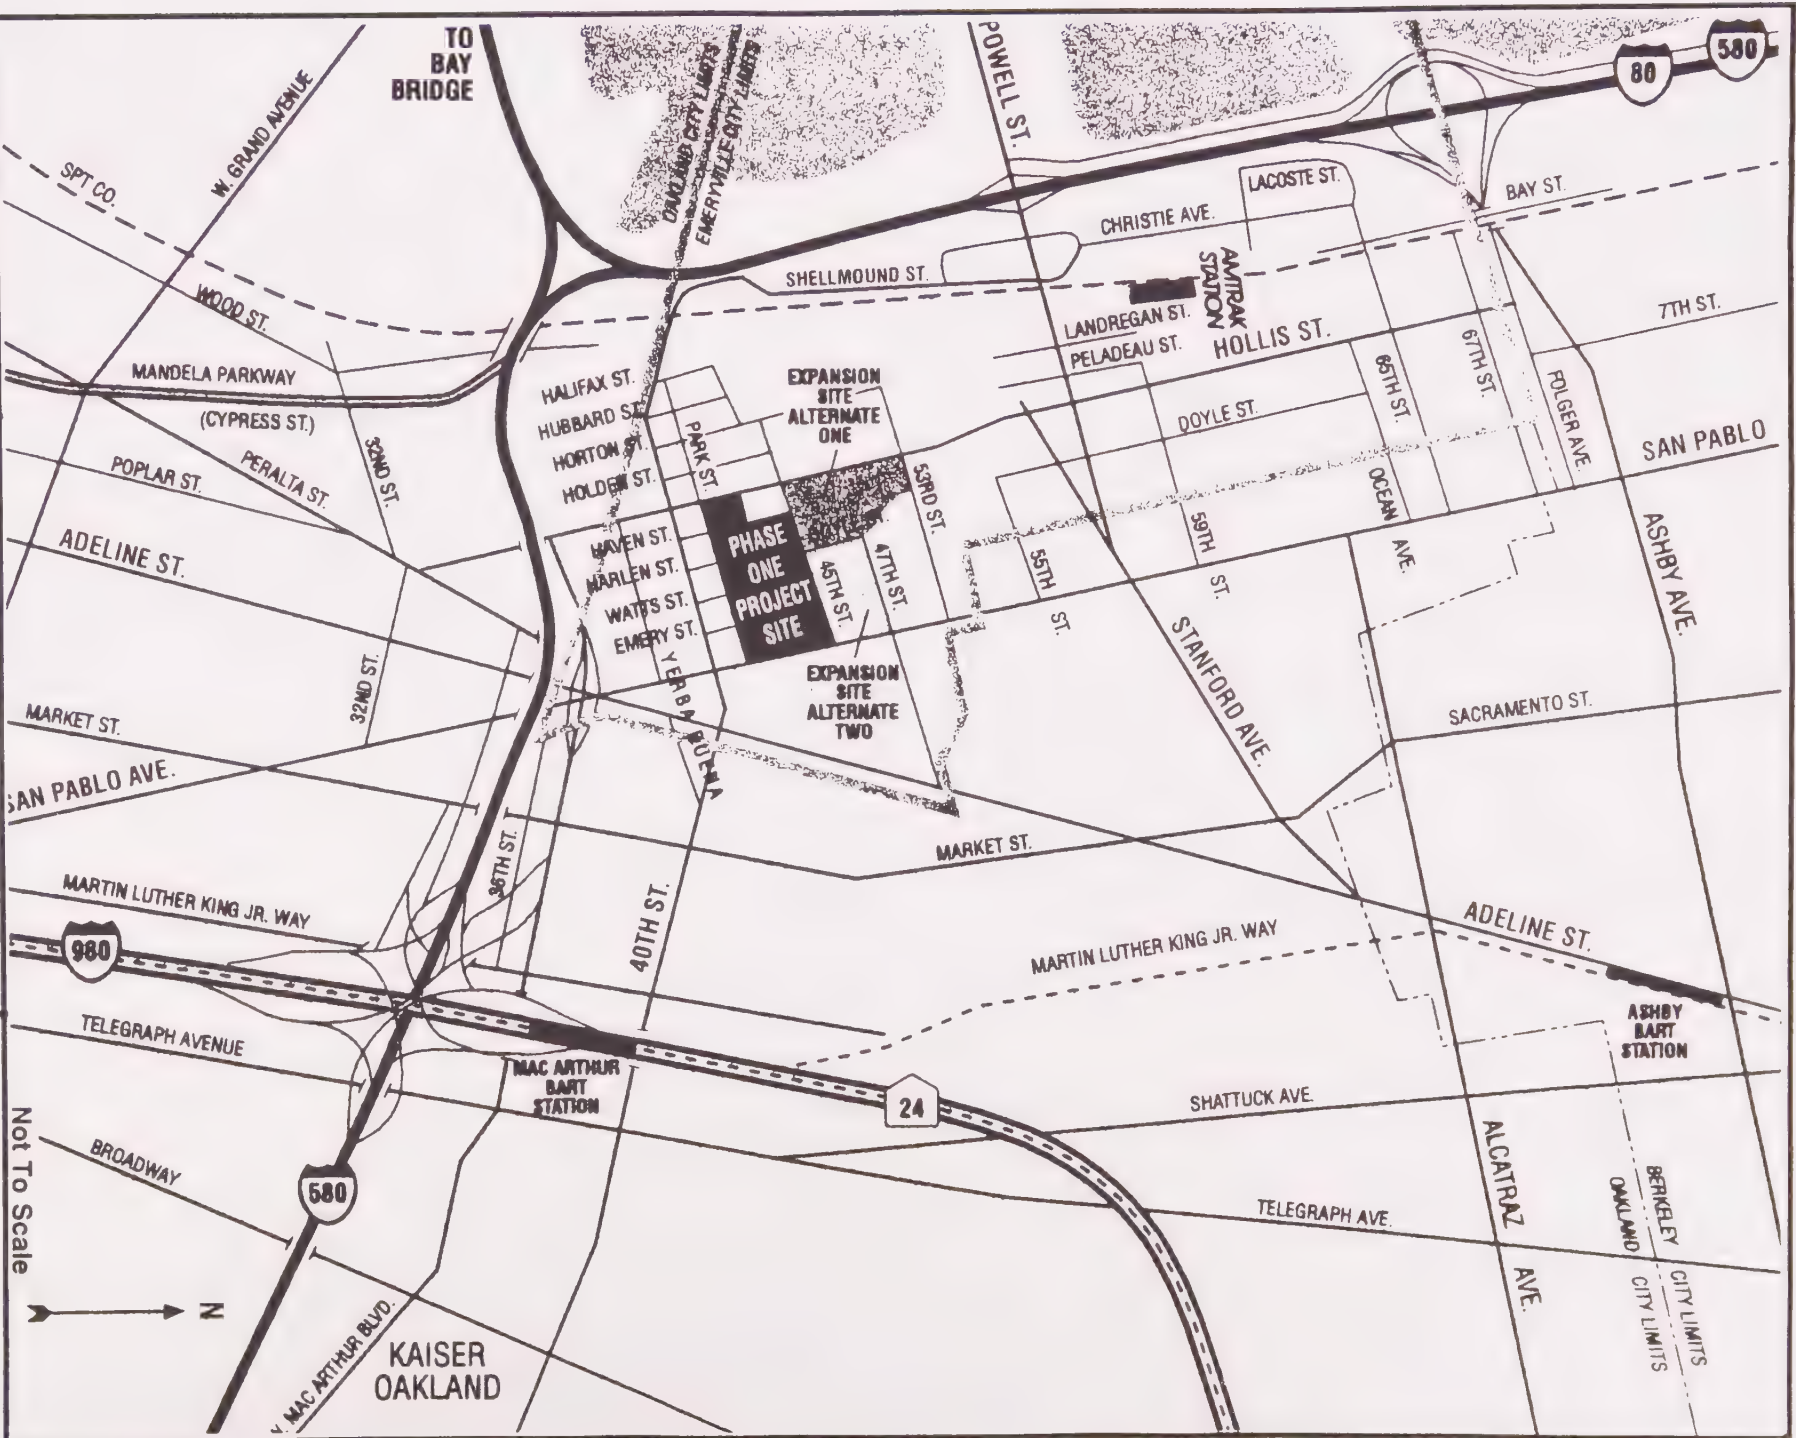 TO
BAY
BRIDGE
W. GRAND AVENUE
SPT CO.
OAKLAND CITY LIMITS
EMERYVILLE CITY LIMITS
POWELL ST.
80
580
LACOSTE ST.
BAY ST.
CHRISTIE AVE.
SHELLMOUND ST.
AMTRAK
STATION
WOOD ST.
LANDREGAN ST.
PELADEAU ST.
HOLLIS ST.
7TH ST.
67TH ST.
65TH ST.
FOLGER AVE.
MANDELA PARKWAY
(CYPRESS ST.)
HALIFAX ST.
HUBBARD ST.
HORTON ST.
HOLDEN ST.
PARK ST.
EXPANSION
SITE
ALTERNATE
ONE
DOYLE ST.
SAN PABLO
32ND ST.
POPLAR ST.
PERALTA ST.
53RD ST.
OCEAN
AVE.
ADELINE ST.
HAVEN ST.
HARLEN ST.
WATTS ST.
EMERY ST.
PHASE
ONE
PROJECT
SITE
45TH ST.
47TH ST.
55TH
ST.
59TH
ST.
ASHBY AVE.
STANFORD AVE.
YERBA BUENA
EXPANSION
SITE
ALTERNATE
TWO
32ND ST.
MARKET ST.
SACRAMENTO ST.
SAN PABLO AVE.
MARKET ST.
36TH ST.
MARTIN LUTHER KING JR. WAY
40TH ST.
ADELINE ST.
MARTIN LUTHER KING JR. WAY
980
ASHBY
BART
STATION
TELEGRAPH AVENUE
MAC ARTHUR
BART
STATION
24
SHATTUCK AVE.
Not To Scale
BROADWAY
580
ALCATRAZ
AVE.
BERKELEY
CITY LIMITS
OAKLAND
CITY LIMITS
TELEGRAPH AVE.
N
MAC ARTHUR BLVD.
KAISER
OAKLAND